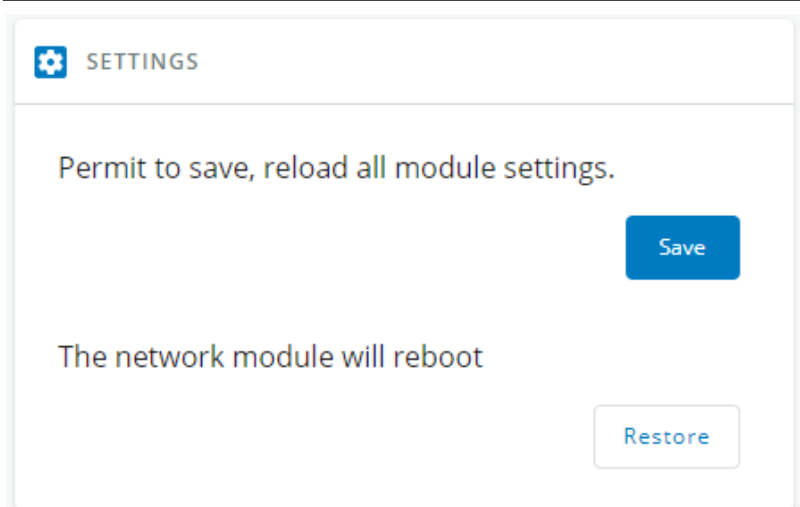 SETTINGS
Permit to save, reload all module settings.
Save
The network module will reboot
Restore